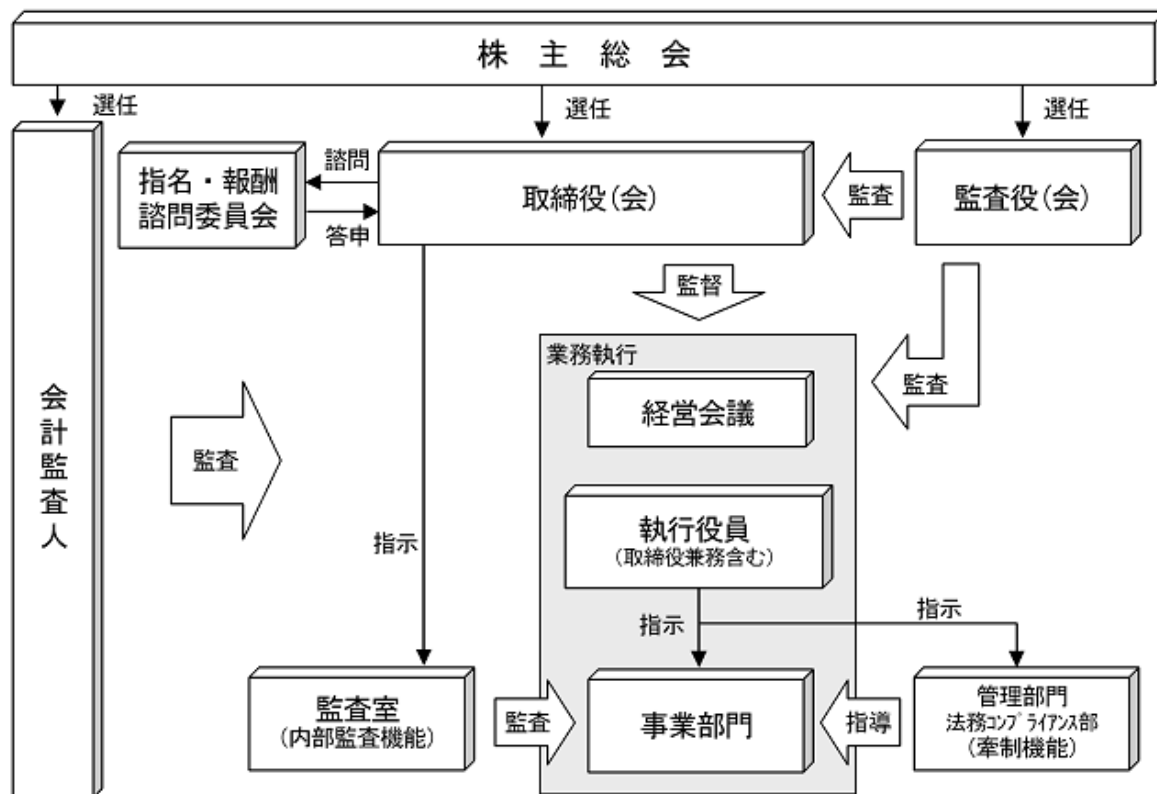 株主総会
選任
選任
選任
指名・報酬
諮問委員会
諮問
答申
取締役(会)
監査
監査役(会)
監督
業務執行
経営会議
監査
会計監査人
監査
執行役員
(取締役兼務含む)
指示
指示
指示
監査室
(内部監査機能)
監査
事業部門
指導
管理部門
法務ｺﾝﾌﾟﾗｲｱﾝｽ部
(牽制機能)